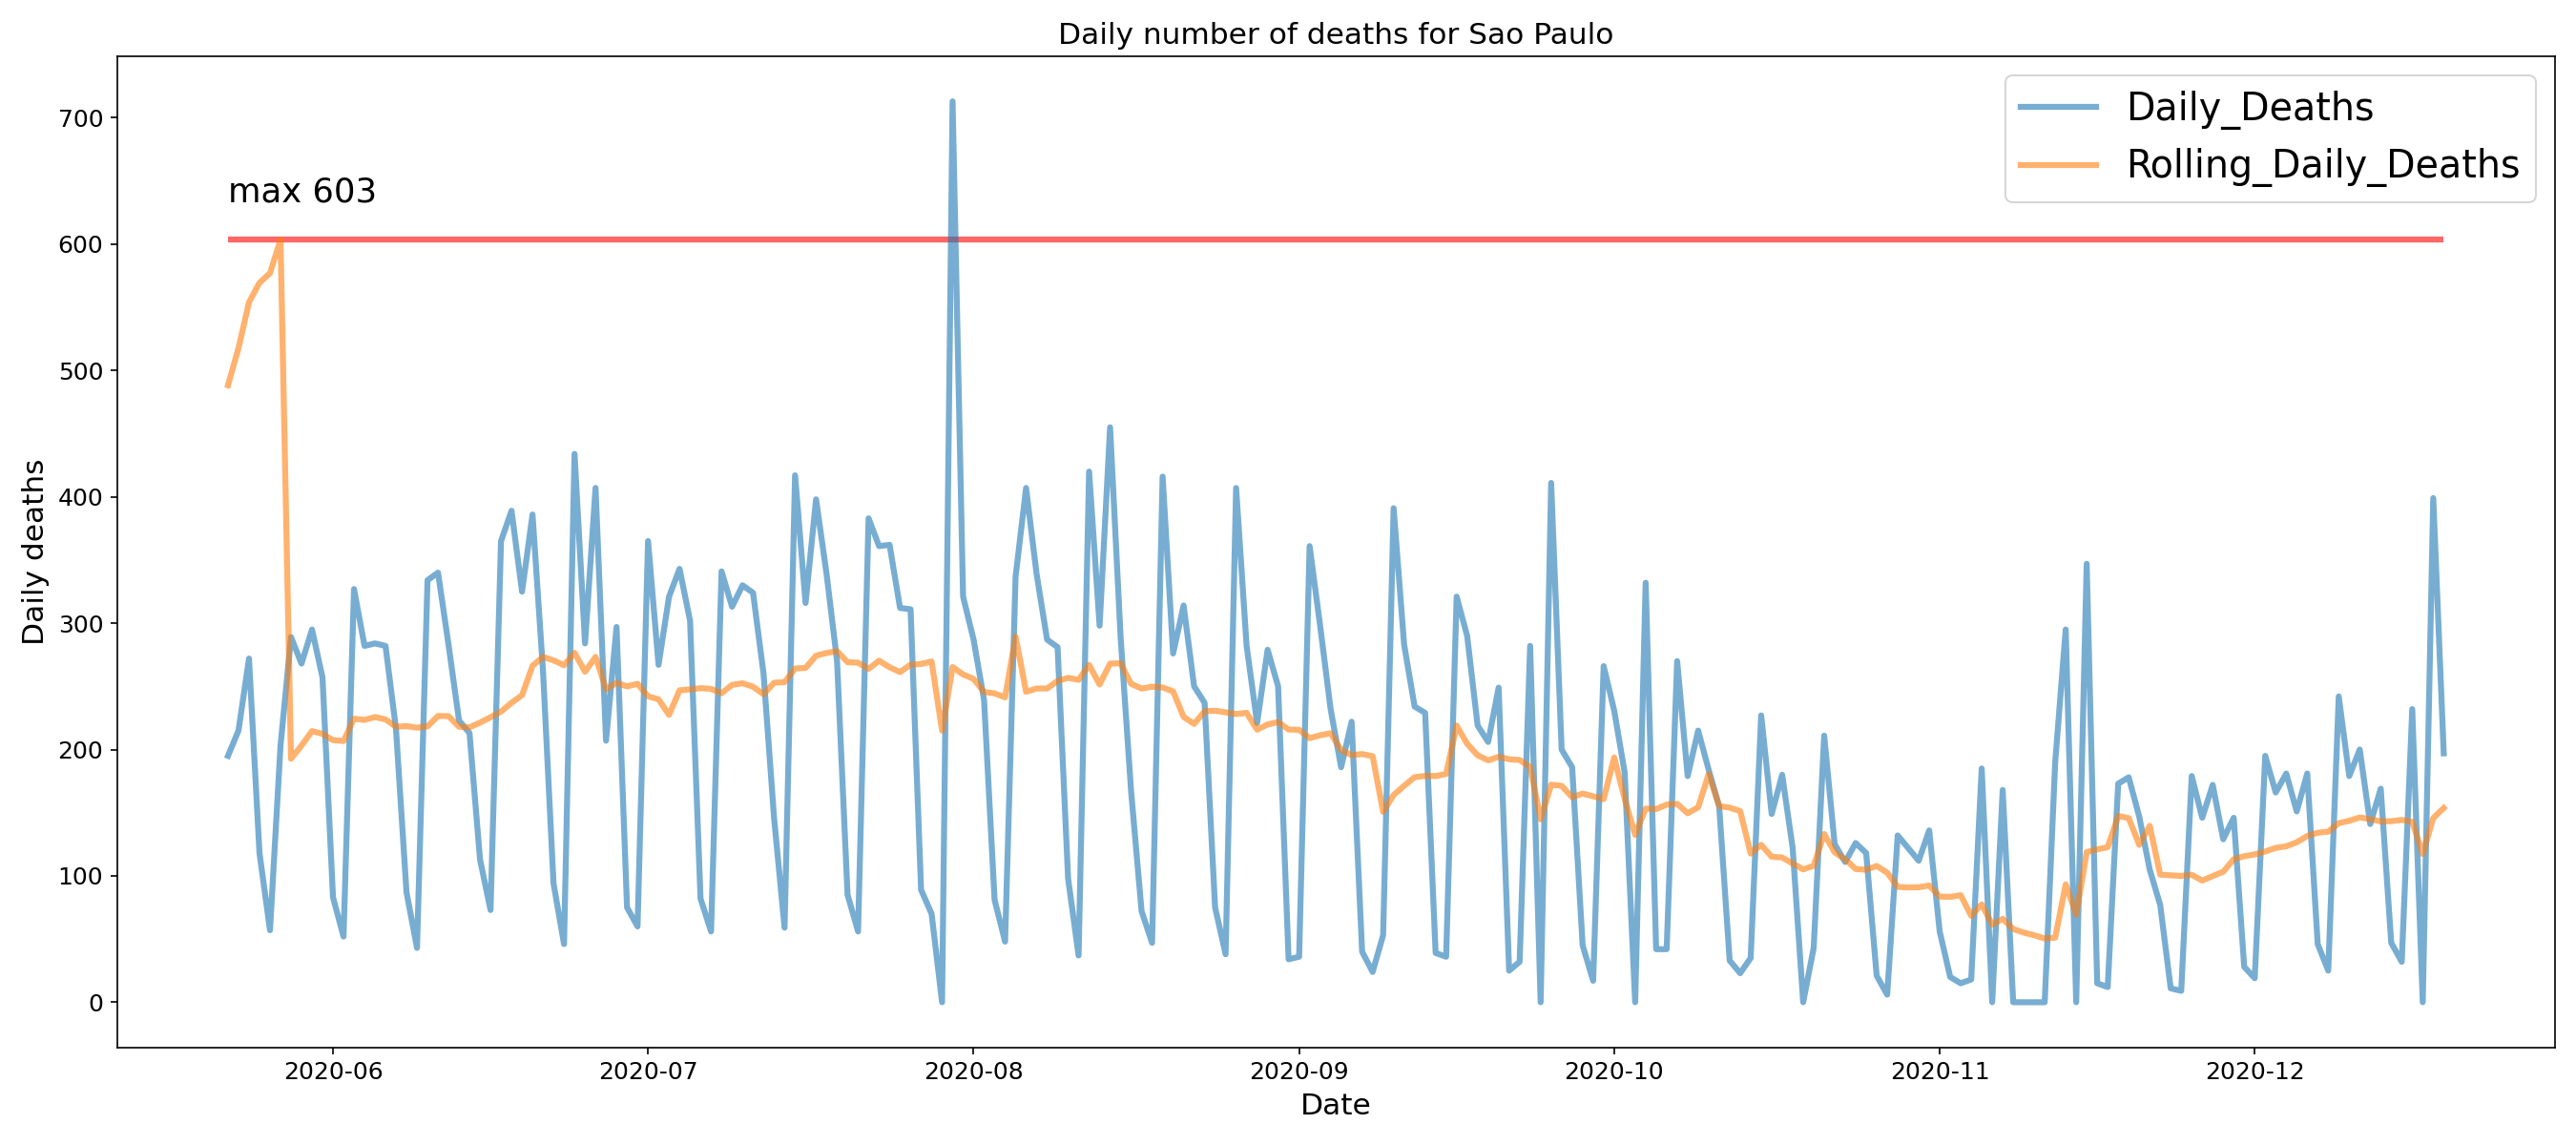 Daily number of deaths for Sao Paulo
700
600
500
400
300
200
100
0
Daily deaths
max 603
Daily_Deaths
Rolling_Daily_Deaths
2020-06
2020-07
2020-08
2020-09
2020-10
2020-11
2020-12
Date